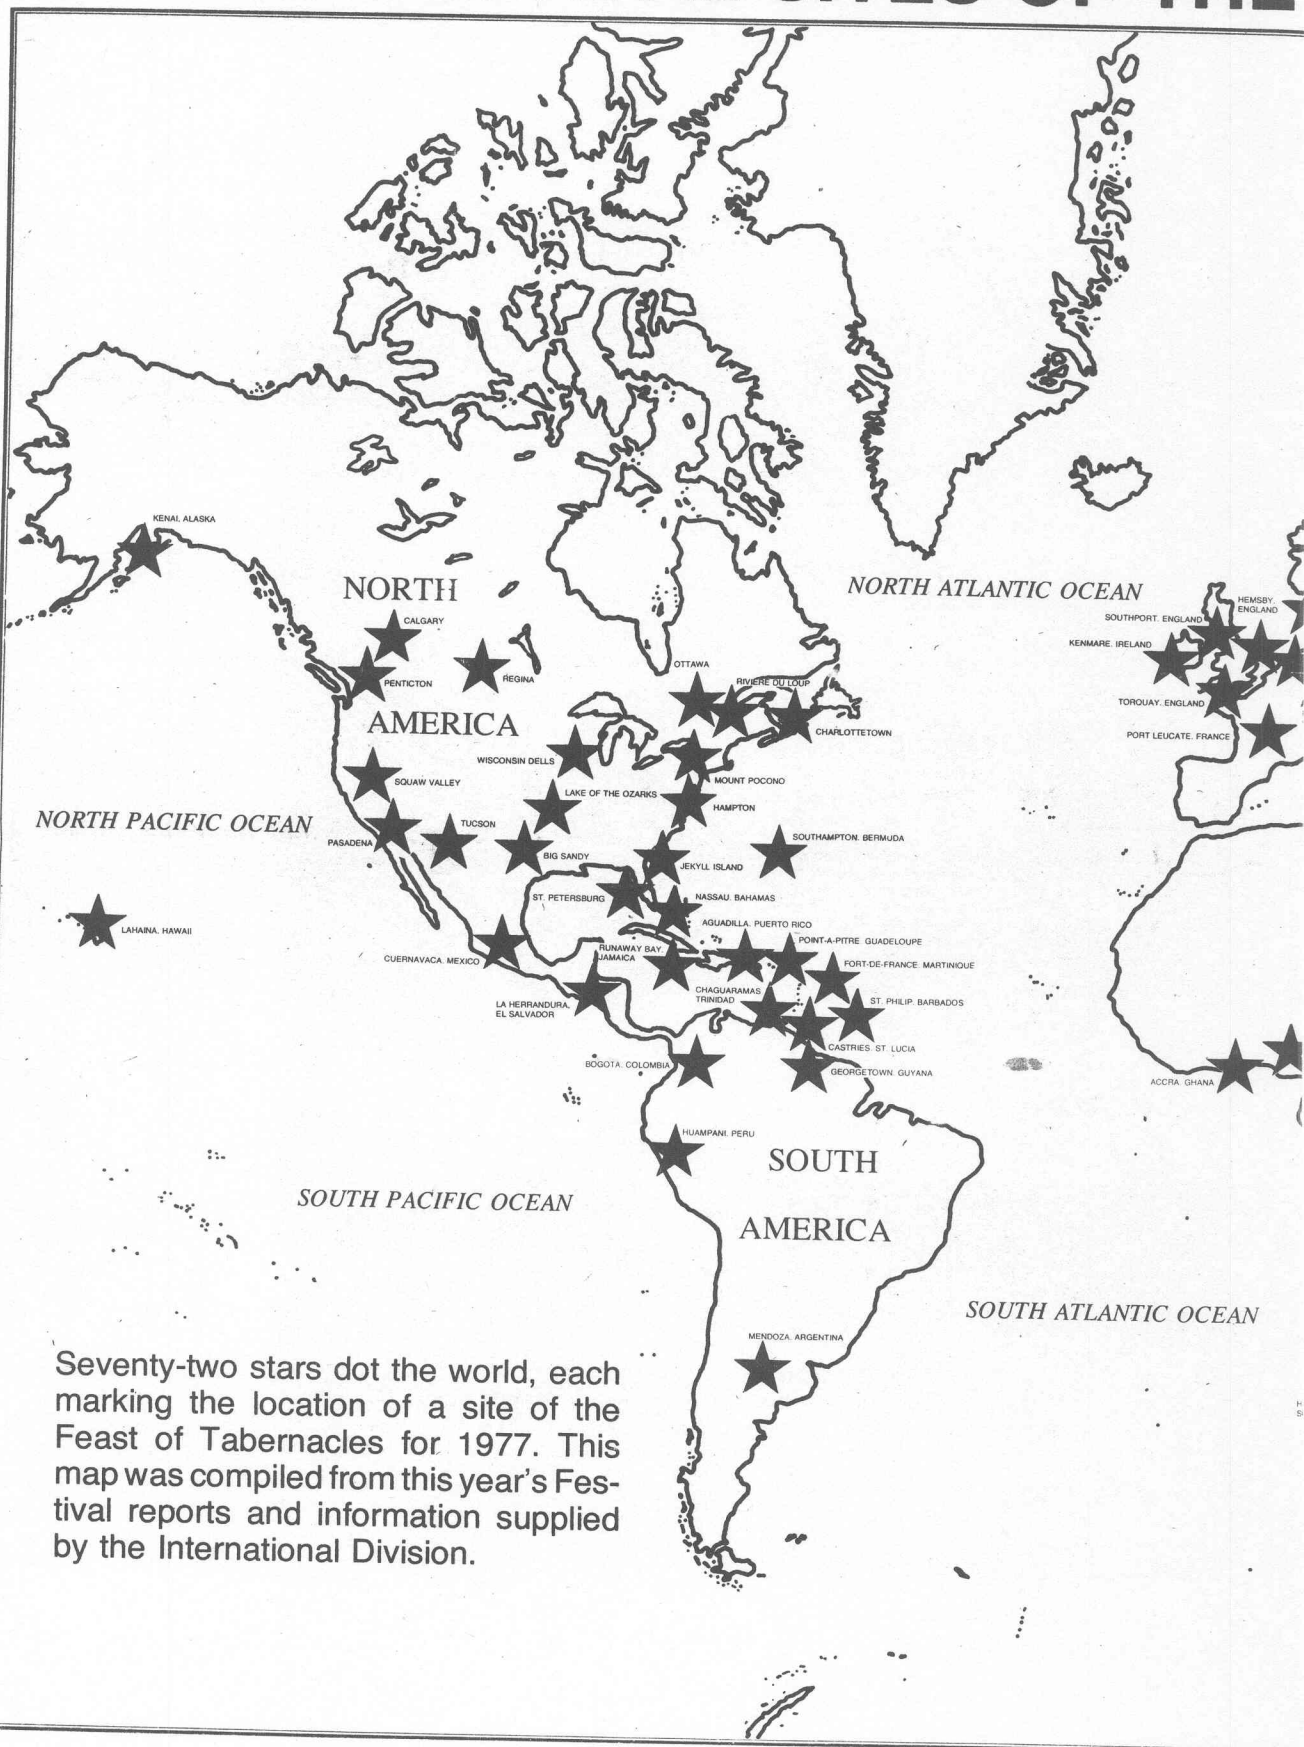 SITES OF THE
KENAI, ALASKA
NORTH
CALGARY
PENTICTON
REGINA
AMERICA
OTTAWA
RIVIERE DU LOUP
CHARLOTTETOWN
WISCONSIN DELLS
MOUNT POCONO
SQUAW VALLEY
LAKE OF THE OZARKS
HAMPTON
NORTH PACIFIC OCEAN
PASADENA
TUCSON
BIG SANDY
JEKYLL ISLAND
SOUTHAMPTON, BERMUDA
ST. PETERSBURG
NASSAU, BAHAMAS
LAHAINA, HAWAII
CUERNAVACA, MEXICO
AGUADILLA, PUERTO RICO
RUNAWAY BAY,
JAMAICA
POINT-A-PITRE GUADELOUPE
FORT-DE-FRANCE, MARTINIQUE
LA HERRANDURA,
EL SALVADOR
CHAGUARAMAS
TRINIDAD
ST. PHILIP, BARBADOS
CASTRIES, ST. LUCIA
BOGOTA, COLOMBIA
GEORGETOWN, GUYANA
NORTH ATLANTIC OCEAN
HEMSBY,
ENGLAND
SOUTHPORT, ENGLAND
KENMARE, IRELAND
TORQUAY, ENGLAND
PORT LEUCATE, FRANCE
ACCRA, GHANA
HUAMPANI, PERU
SOUTH
AMERICA
SOUTH PACIFIC OCEAN
SOUTH ATLANTIC OCEAN
MENDOZA, ARGENTINA
Seventy-two stars dot the world, each
marking the location of a site of the
Feast of Tabernacles for 1977. This
map was compiled from this year's Fes-
tival reports and information supplied
by the International Division.